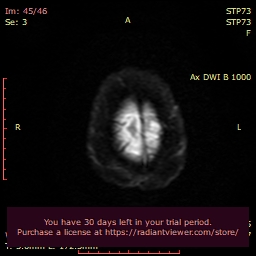 Im: 45/46
Se: 3
A
STP73
STP73
F
Ax DWI B 1000
R
L
You have 30 days left in your trial period.
Purchase a license at https://radiantviewer.com/store/